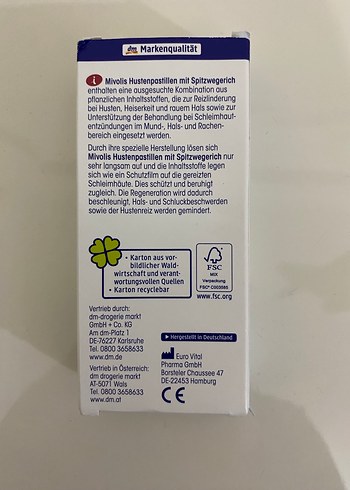 dm Markenqualität
i Mivolis Hustenpastillen mit Spitzwegerich
enthalten eine ausgesuchte Kombination aus
pflanzlichen Inhaltsstoffen, die zur Reizlinderung
bei Husten, Heiserkeit und rauem Hals sowie zur
Unterstützung der Behandlung bei Schleimhaut-
entzündungen im Mund-, Hals- und Rachen-
bereich eingesetzt werden.
Durch ihre spezielle Herstellung lösen sich
Mivolis Hustenpastillen mit Spitzwegerich nur
sehr langsam auf und die Inhaltsstoffe legen
sich wie ein Schutzfilm auf die gereizten
Schleimhäute. Dies schützt und beruhigt
zugleich. Die Regeneration wird dadurch
beschleunigt, Hals- und Schluckbeschwerden
sowie der Hustenreiz werden gemindert.
• Karton aus vor-
bildlicher Wald-
wirtschaft und verant-
wortungsvollen Quellen
• Karton recyclebar
FSC
MIX
Verpackung
FSC® C003985
www.fsc.org
Vertrieb durch:
dm-drogerie markt
GmbH + Co. KG
Am dm-Platz 1
DE-76227 Karlsruhe
Tel. 0800 3658633
www.dm.de
Vertrieb in Österreich:
dm drogerie markt
AT-5071 Wals
Tel. 0800 3658633
www.dm.at
Hergestellt in Deutschland
Euro Vital
Pharma GmbH
Borsteler Chaussee 47
DE-22453 Hamburg
CE